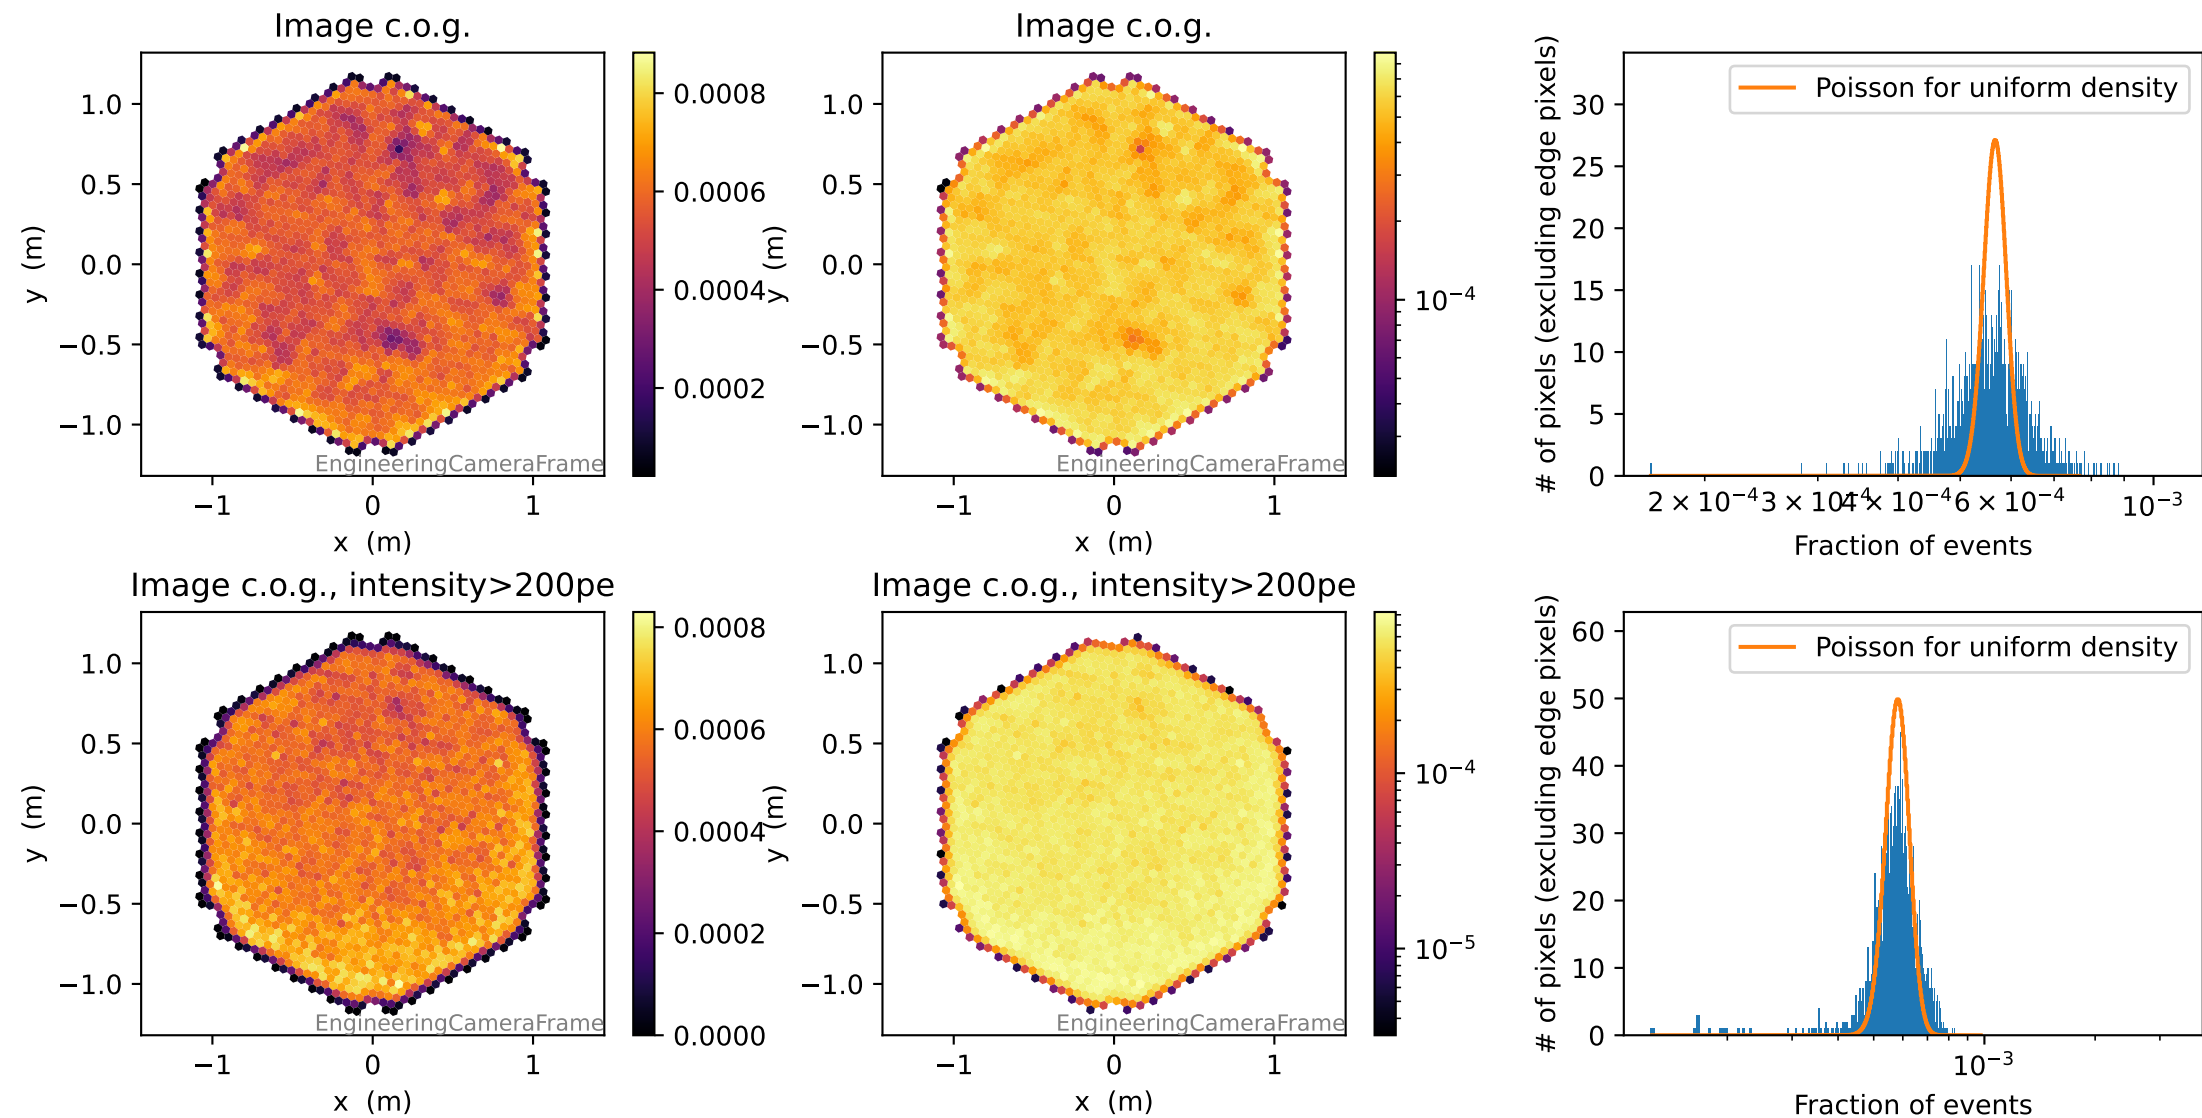 Image c.o.g.
1.0
0.5
0.0
−0.5
−1.0
y (m)
−1
0
1
x (m)
EngineeringCameraFrame
0.0008
0.0006
0.0004
0.0002
Image c.o.g.
1.0
0.5
0.0
−0.5
−1.0
y (m)
−1
0
1
x (m)
EngineeringCameraFrame
10⁻⁴
# of pixels (excluding edge pixels)
30
25
20
15
10
5
0
Poisson for uniform density
2 × 10⁻⁴
3 × 10⁻⁴
4 × 10⁻⁴
6 × 10⁻⁴
10⁻³
Fraction of events
Image c.o.g., intensity>200pe
1.0
0.5
0.0
−0.5
−1.0
y (m)
−1
0
1
x (m)
EngineeringCameraFrame
0.0008
0.0006
0.0004
0.0002
0.0000
Image c.o.g., intensity>200pe
1.0
0.5
0.0
−0.5
−1.0
y (m)
−1
0
1
x (m)
EngineeringCameraFrame
10⁻⁴
10⁻⁵
# of pixels (excluding edge pixels)
60
50
40
30
20
10
0
Poisson for uniform density
10⁻³
Fraction of events